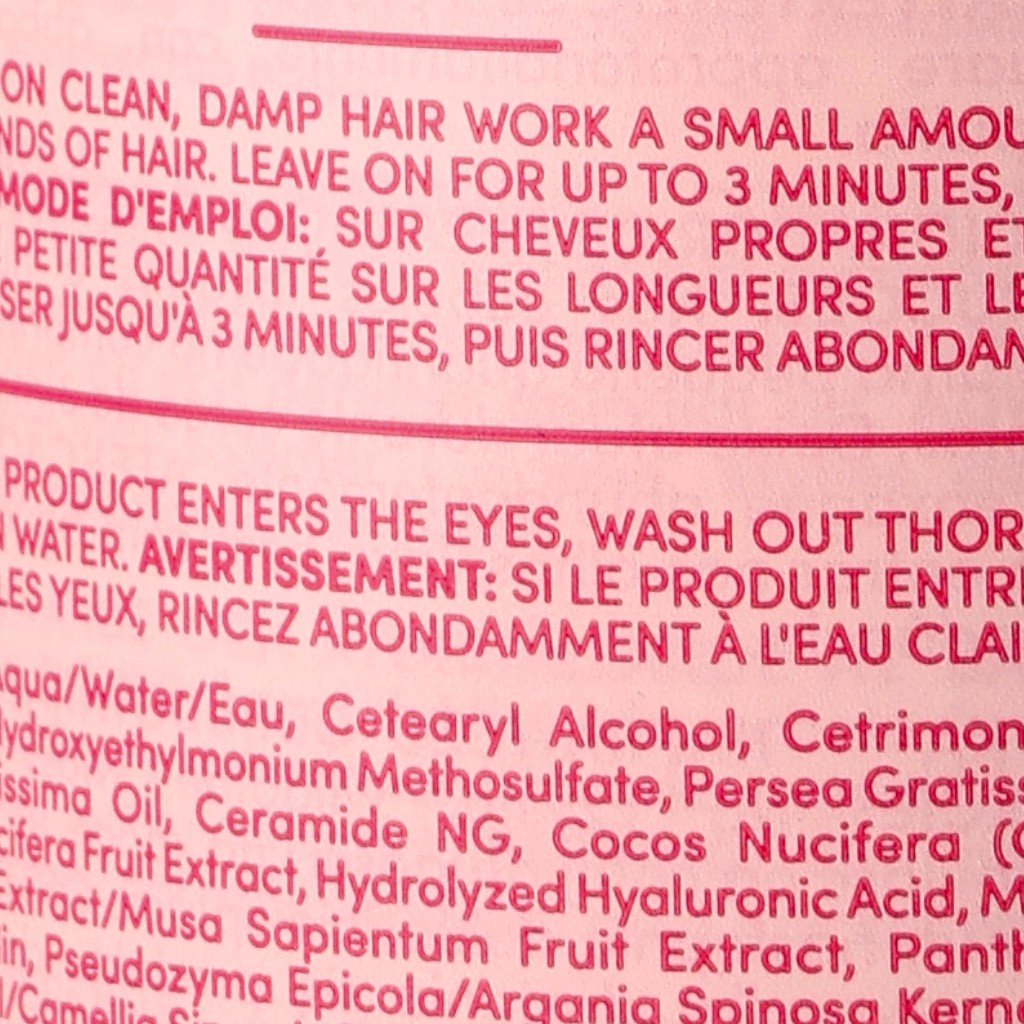 ON CLEAN, DAMP HAIR WORK A SMALL AMOU
NDS OF HAIR. LEAVE ON FOR UP TO 3 MINUTES,
MODE D'EMPLOI: SUR CHEVEUX PROPRES ET
PETITE QUANTITÉ SUR LES LONGUEURS ET LE
SER JUSQU'À 3 MINUTES, PUIS RINCER ABONDAN
PRODUCT ENTERS THE EYES, WASH OUT THOR
WATER. AVERTISSEMENT: SI LE PRODUIT ENTRE
LES YEUX, RINCEZ ABONDAMMENT À L'EAU CLAI
Aqua/Water/Eau, Cetearyl Alcohol, Cetrimon
Hydroxyethylmonium Methosulfate, Persea Gratiss
issima Oil, Ceramide NG, Cocos Nucifera (C
cifera Fruit Extract, Hydrolyzed Hyaluronic Acid, M
Extract/Musa Sapientum Fruit Extract, Panth
in, Pseudozyma Epicola/Argania Spinosa Kerne
/Camellia